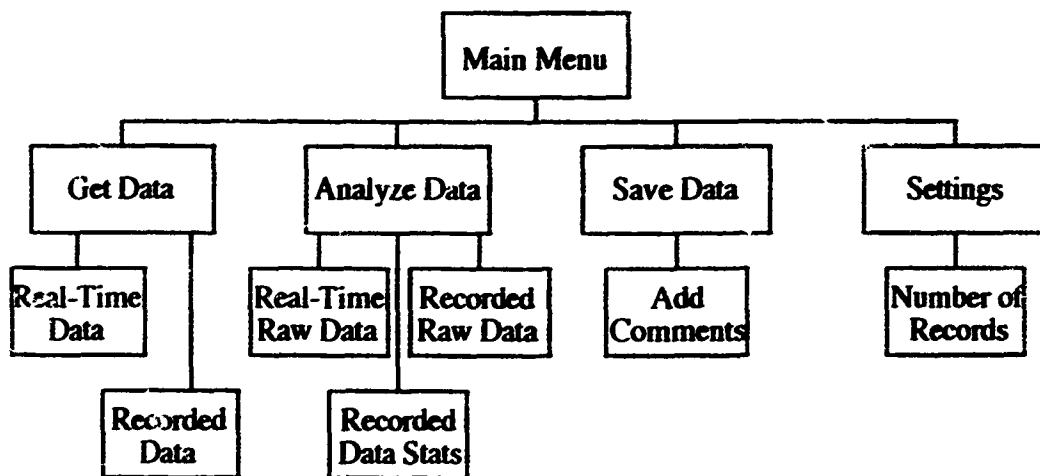 Main Menu
Get Data
Analyze Data
Save Data
Settings
Real-Time
Data
Real-Time
Raw Data
Recorded
Raw Data
Add
Comments
Number of
Records
Recorded
Data
Recorded
Data Stats